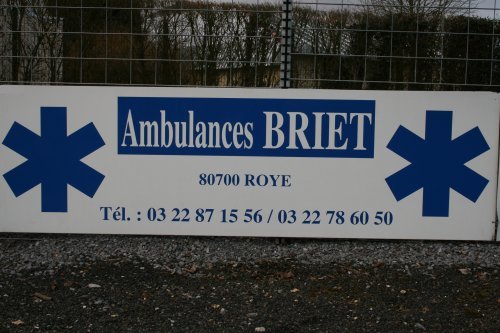 Ambulances BRIET
80700 ROYE
Tél. : 03 22 87 15 56 / 03 22 78 60 50